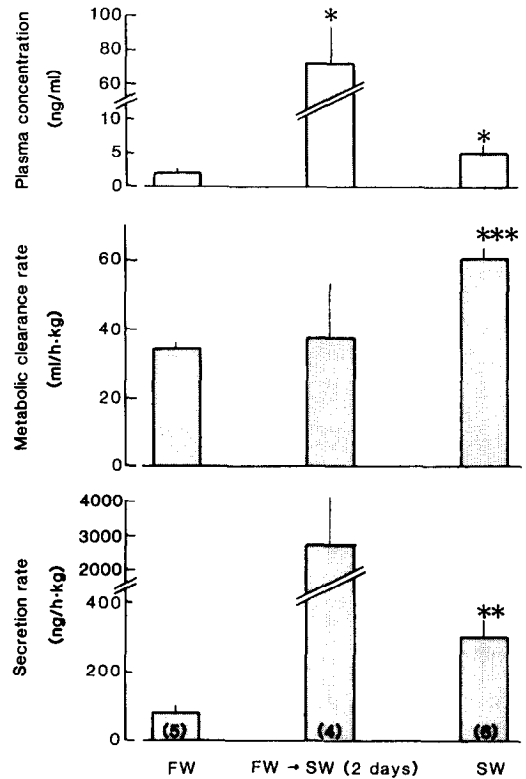 Plasma concentration
(ng/ml)
100
80
60
10
5
0
*
*
Metabolic clearance rate
(ml/h·kg)
60
40
20
0
***
Secretion rate
(ng/h·kg)
4000
3000
2000
400
200
0
**
(5)
(4)
(6)
FW
FW → SW (2 days)
SW